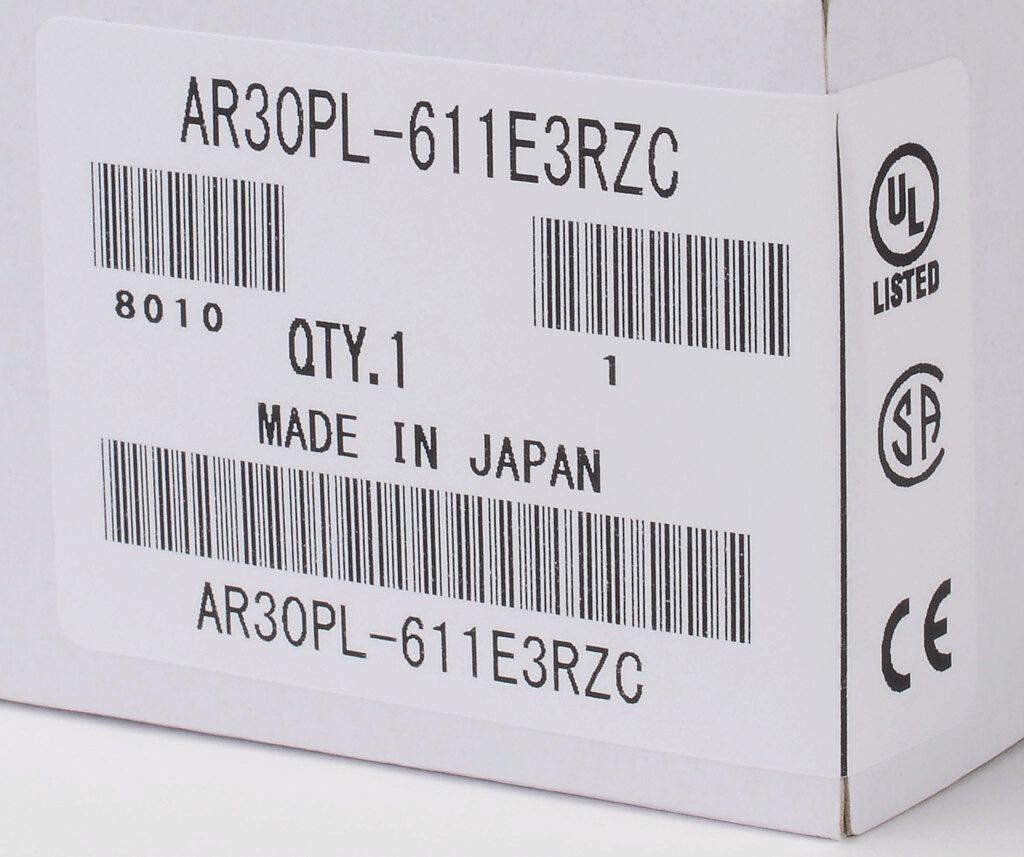 AR30PL-611E3RZC
8010
1
QTY.1
MADE IN JAPAN
AR30PL-611E3RZC
UL
LISTED
SA
CE